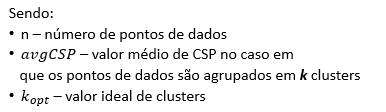 Sendo:
• n – número de pontos de dados
• avgCSP – valor médio de CSP no caso em
que os pontos de dados são agrupados em k clusters
• k_opt – valor ideal de clusters